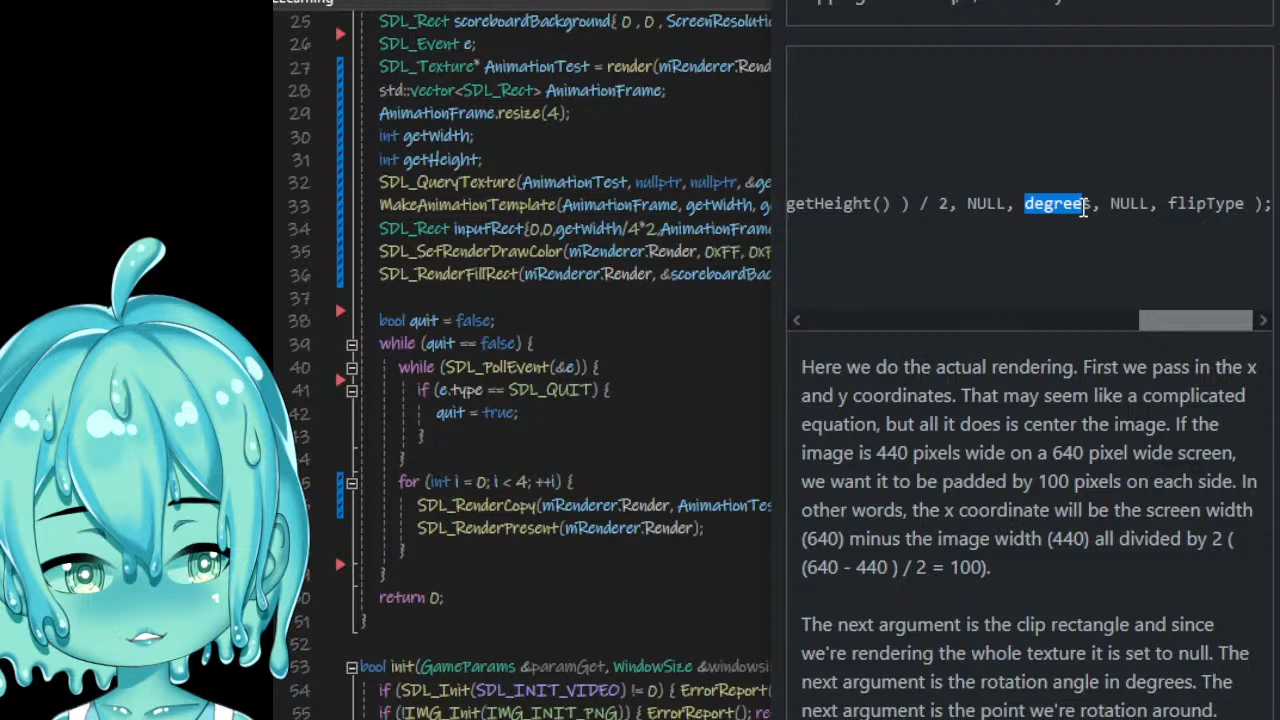 25 SDL_Rect scoreboardBackground{ 0 , 0 , ScreenResolution
26 SDL_Event e;
27 SDL_Texture* AnimationTest = render(mRenderer.Rend
28 std::vector<SDL_Rect> AnimationFrame;
29 AnimationFrame.resize(4);
30 int getWidth;
31 int getHeight;
32 SDL_QueryTexture(AnimationTest, nullptr, nullptr, &ge
33 MakeAnimationTemplate(AnimationFrame, getWidth, ge
34 SDL_Rect inputRect{0,0,getWidth/4*2,AnimationFrame
35 SDL_SetRenderDrawColor(mRenderer.Render, 0xFF, 0xF
36 SDL_RenderFillRect(mRenderer.Render, &scoreboardBac
37
38 bool quit = false;
39 while (quit == false) {
40 while (SDL_PollEvent(&e)) {
41 if (e.type == SDL_QUIT) {
42 quit = true;
43 }
44 }
5 for (int i = 0; i < 4; ++i) {
SDL_RenderCopy(mRenderer.Render, AnimationTes
SDL_RenderPresent(mRenderer.Render);
}
}
50 return 0;
51 }
52
53 bool init(GameParams &paramGet, WindowSize &windowsi
54 if (SDL_Init(SDL_INIT_VIDEO) != 0) { ErrorReport(
55 if (!IMG_Init(IMG_INIT_PNG)) { ErrorReport(); re
getHeight() ) / 2, NULL, degrees, NULL, flipType );
Here we do the actual rendering. First we pass in the x
and y coordinates. That may seem like a complicated
equation, but all it does is center the image. If the
image is 440 pixels wide on a 640 pixel wide screen,
we want it to be padded by 100 pixels on each side. In
other words, the x coordinate will be the screen width
(640) minus the image width (440) all divided by 2 (
(640 - 440 ) / 2 = 100).
The next argument is the clip rectangle and since
we're rendering the whole texture it is set to null. The
next argument is the rotation angle in degrees. The
next argument is the point we're rotation around.